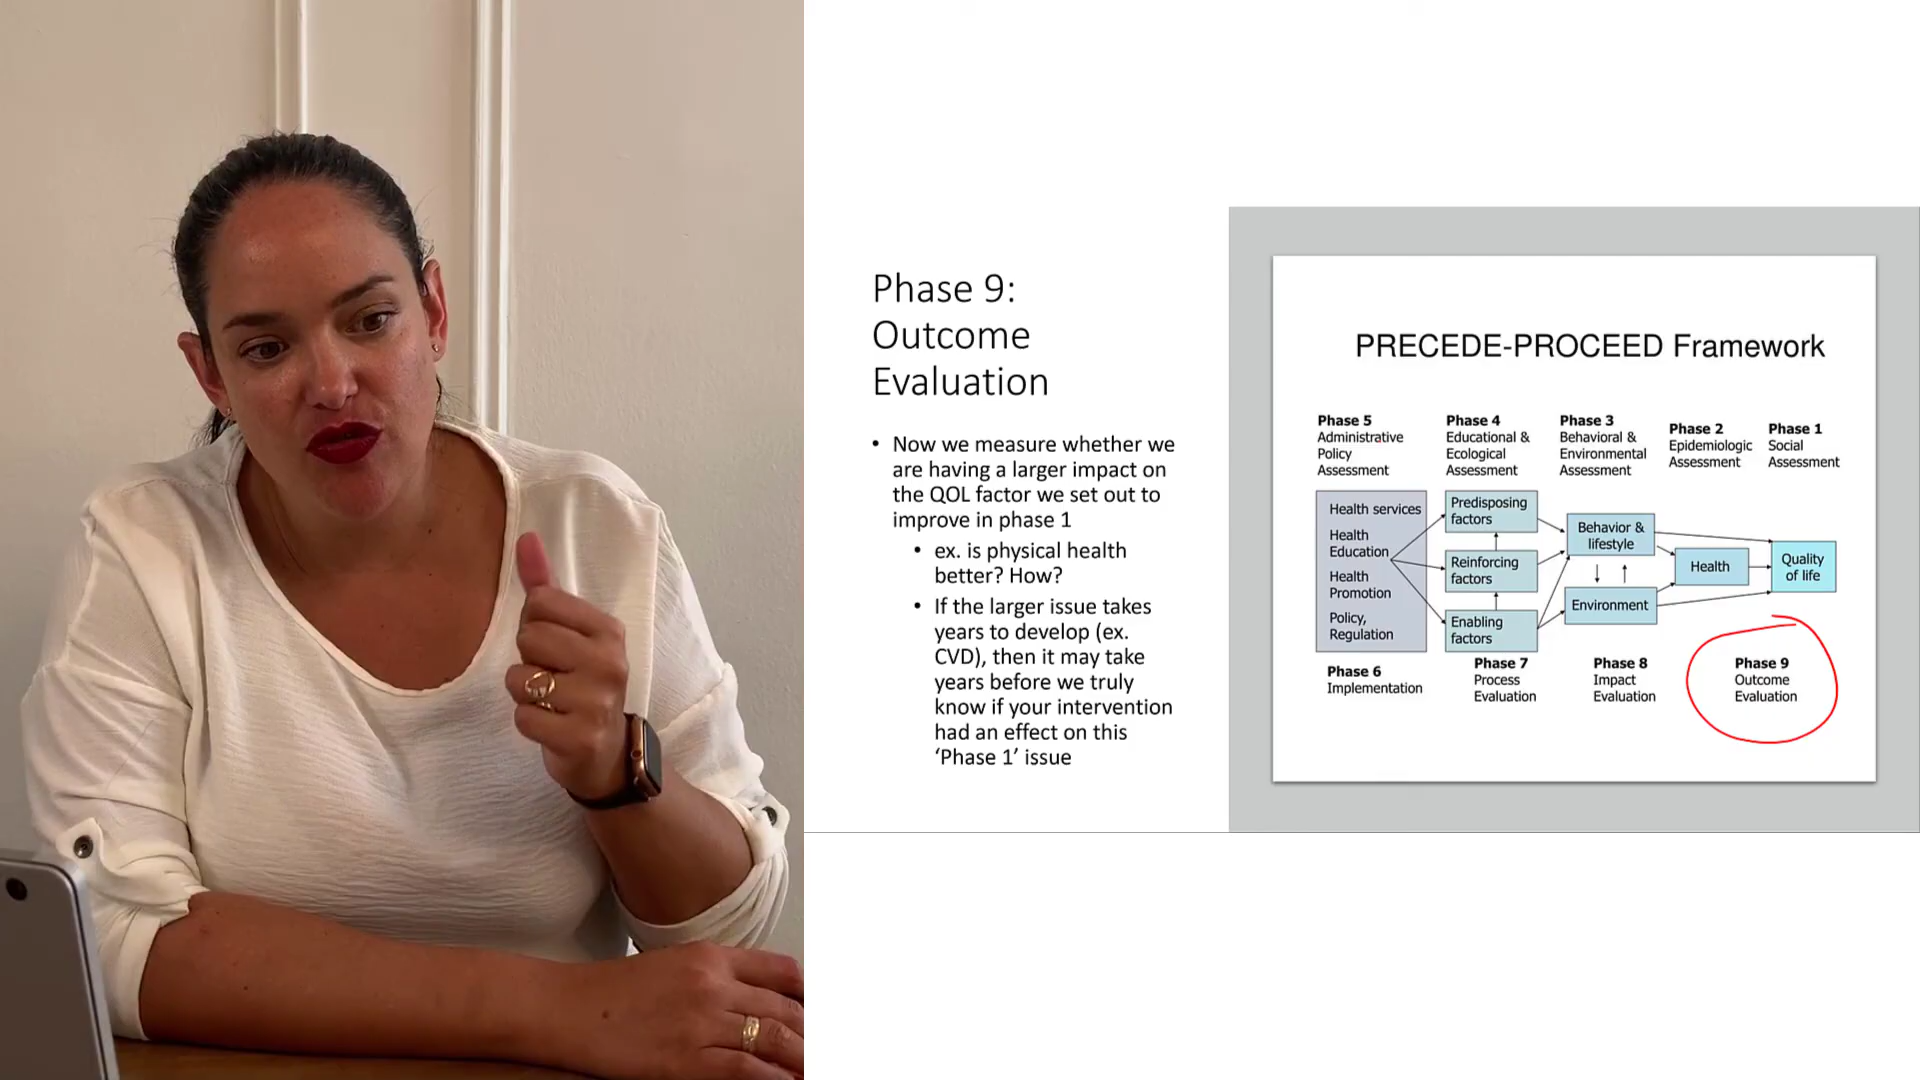 Phase 9:
Outcome
Evaluation
• Now we measure whether we
are having a larger impact on
the QOL factor we set out to
improve in phase 1
• ex. is physical health
better? How?
• If the larger issue takes
years to develop (ex.
CVD), then it may take
years before we truly
know if your intervention
had an effect on this
‘Phase 1’ issue
PRECEDE-PROCEED Framework
Phase 5
Administrative
Policy
Assessment
Phase 4
Educational &
Ecological
Assessment
Phase 3
Behavioral &
Environmental
Assessment
Phase 2
Epidemiologic
Assessment
Phase 1
Social
Assessment
Health services
Health
Education
Health
Promotion
Policy,
Regulation
Predisposing
factors
Reinforcing
factors
Enabling
factors
Behavior &
lifestyle
Environment
Health
Quality
of life
Phase 6
Implementation
Phase 7
Process
Evaluation
Phase 8
Impact
Evaluation
Phase 9
Outcome
Evaluation